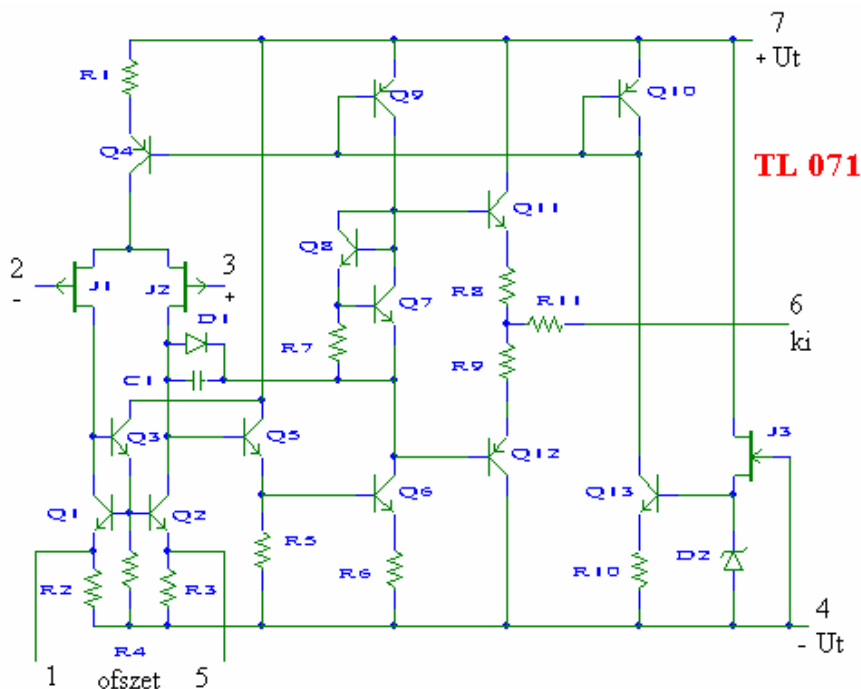 7
+ Ut
R1
Q9
Q10
Q4
TL 071
Q11
Q8
2
-
J1
J2
3
+
Q7
R8
R11
6
ki
D1
R7
R9
C1
Q3
Q5
Q12
J3
Q1
Q2
Q6
Q13
R2
R3
R5
R6
R10
D2
4
- Ut
R4
1
ofszet
5